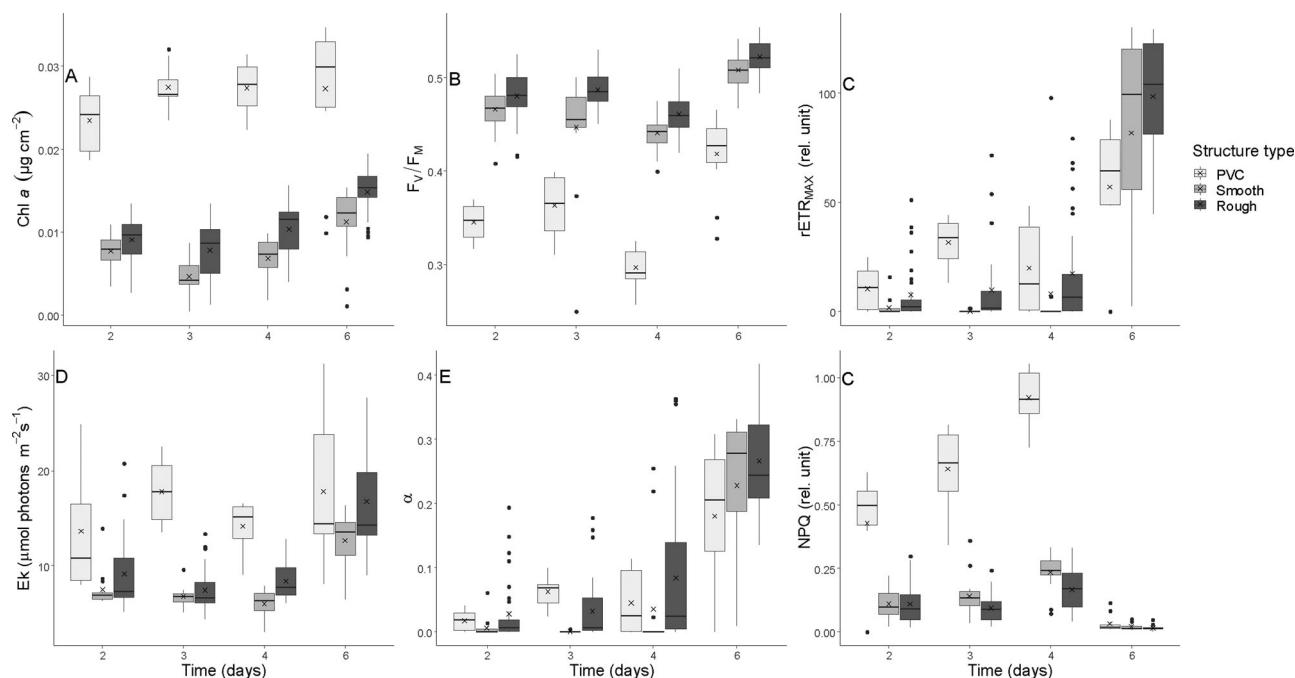 A
Chl a (µg cm⁻²)
0.03
0.02
0.01
0.00
2 3 4 6
B
F_V/F_M
0.5
0.4
0.3
2 3 4 6
C
rETR_MAX (rel. unit)
100
50
0
2 3 4 6
Structure type
PVC
Smooth
Rough
D
Ek (µmol photons m⁻²s⁻¹)
30
20
10
2 3 4 6
Time (days)
E
α
0.4
0.3
0.2
0.1
0.0
2 3 4 6
Time (days)
C
NPQ (rel. unit)
1.00
0.75
0.50
0.25
0.00
2 3 4 6
Time (days)